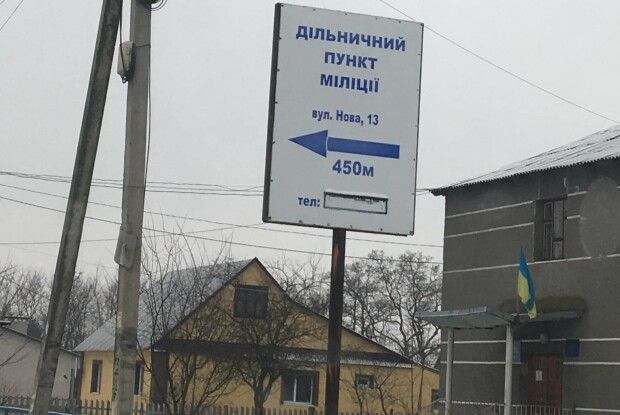 ДІЛЬНИЧНИЙ
ПУНКТ
МІЛІЦІЇ
вул. Нова, 13
450м
тел: